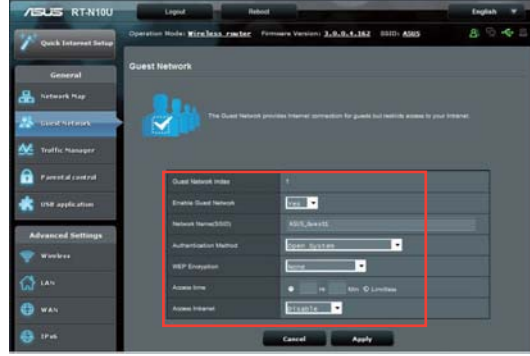 ASUS RT-N10U
Logout
Reboot
English
Quick Internet Setup
Operation Mode: Wireless router Firmware Version: 3.0.0.4.162 SSID: ASUS
General
Network Map
Guest Network
Traffic Manager
Parental control
USB application
Advanced Settings
Wireless
LAN
WAN
IPv6
Guest Network
The Guest Network provides Internet connection for guests but restricts access to your Intranet.
Guest Network Index 1
Enable Guest Network Yes
Network Name(SSID) ASUS_Guest1
Authentication Method Open System
WEP Encryption None
Access time Hr Min Limitless
Access Intranet Disable
Cancel
Apply